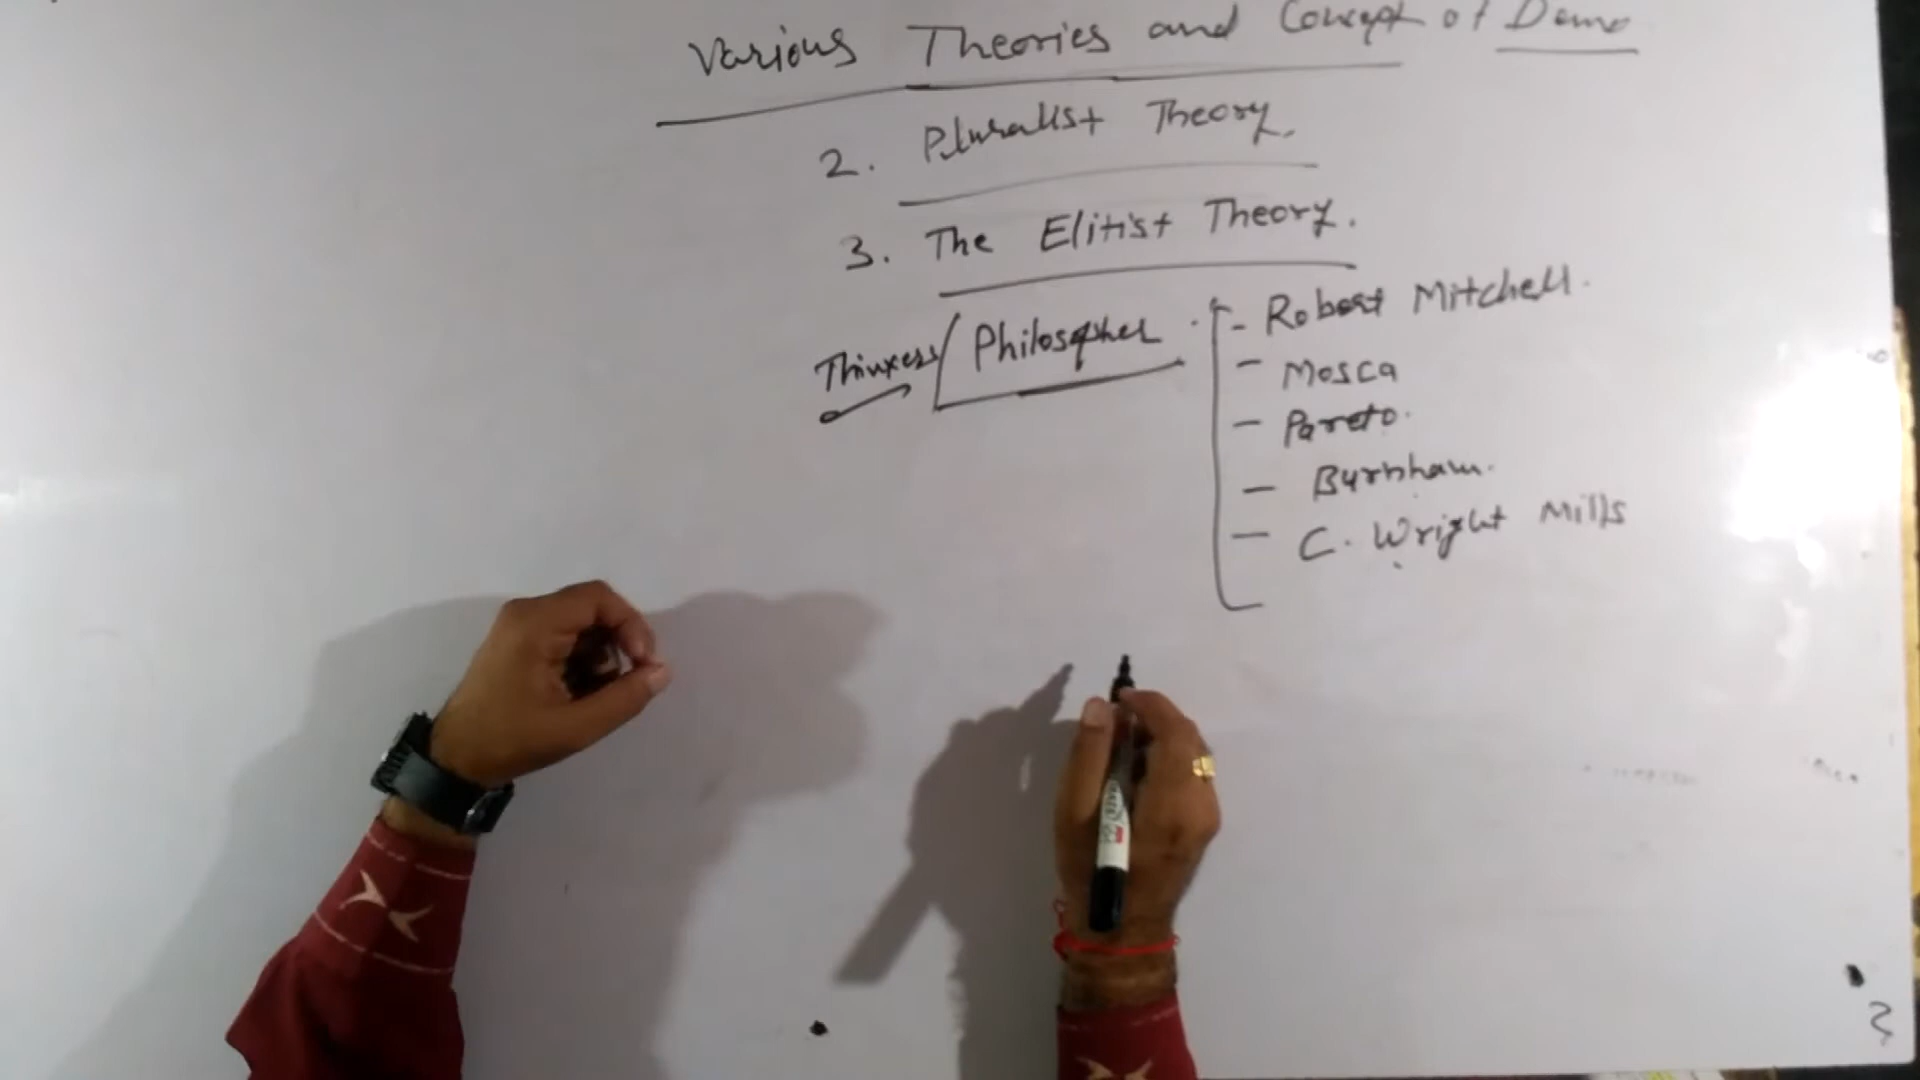 Various Theories and Concept of Demo
2. Pluralist Theory.
3. The Elitist Theory.
Thinkers / Philosopher - Robert Mitchell.
- Mosca
- Pareto.
- Burnham.
- C. Wright Mills